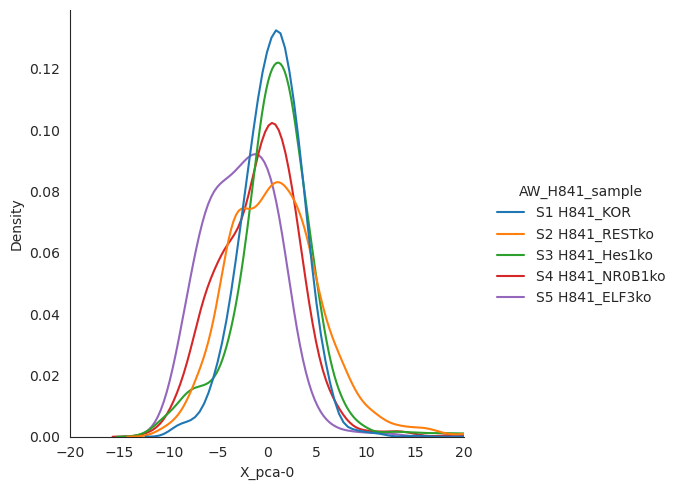 0.12
0.10
0.08
0.06
0.04
0.02
0.00
Density
−20
−15
−10
−5
0
5
10
15
20
X_pca-0
AW_H841_sample
S1 H841_KOR
S2 H841_RESTko
S3 H841_Hes1ko
S4 H841_NR0B1ko
S5 H841_ELF3ko